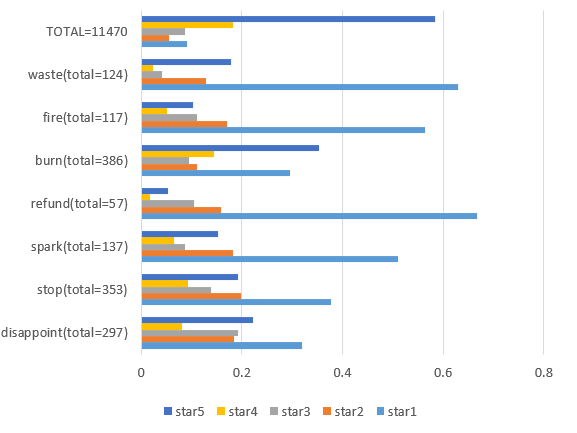 TOTAL=11470
waste(total=124)
fire(total=117)
burn(total=386)
refund(total=57)
spark(total=137)
stop(total=353)
disappoint(total=297)
0 0.2 0.4 0.6 0.8
star5 star4 star3 star2 star1